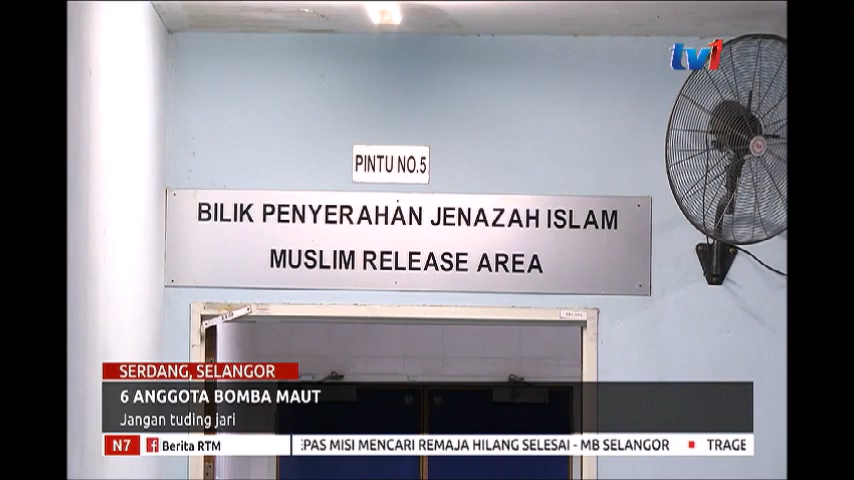 tv1
PINTU NO.5
BILIK PENYERAHAN JENAZAH ISLAM
MUSLIM RELEASE AREA
SERDANG, SELANGOR
6 ANGGOTA BOMBA MAUT
Jangan tuding jari
N7 Berita RTM EPAS MISI MENCARI REMAJA HILANG SELESAI - MB SELANGOR TRAGE